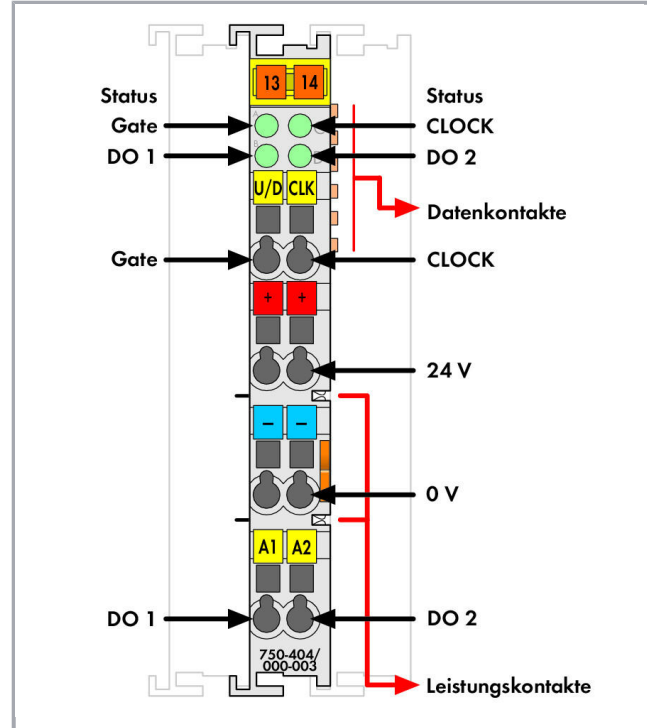 13 14
Status Status
A C
Gate CLOCK
B D
DO 1 DO 2
U/D CLK
Datenkontakte
Gate CLOCK
+ +
24 V
– –
0 V
A1 A2
DO 1 DO 2
750-404/
000-003
Leistungskontakte